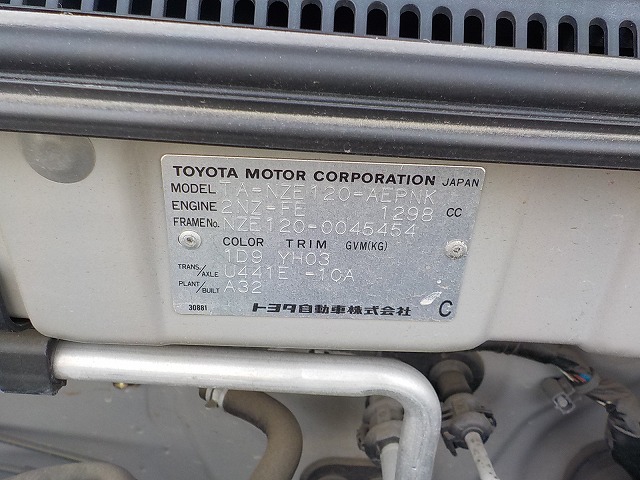 TOYOTA MOTOR CORPORATION JAPAN
MODEL TA-NZE120-AEPNK
ENGINE 2NZ-FE 1298 CC
FRAME No. NZE120-0045454
COLOR TRIM GVM(KG)
1D9 YH03
TRANS./AXLE U441E -10A
PLANT/BUILT A32
30881 トヨタ自動車株式会社 C